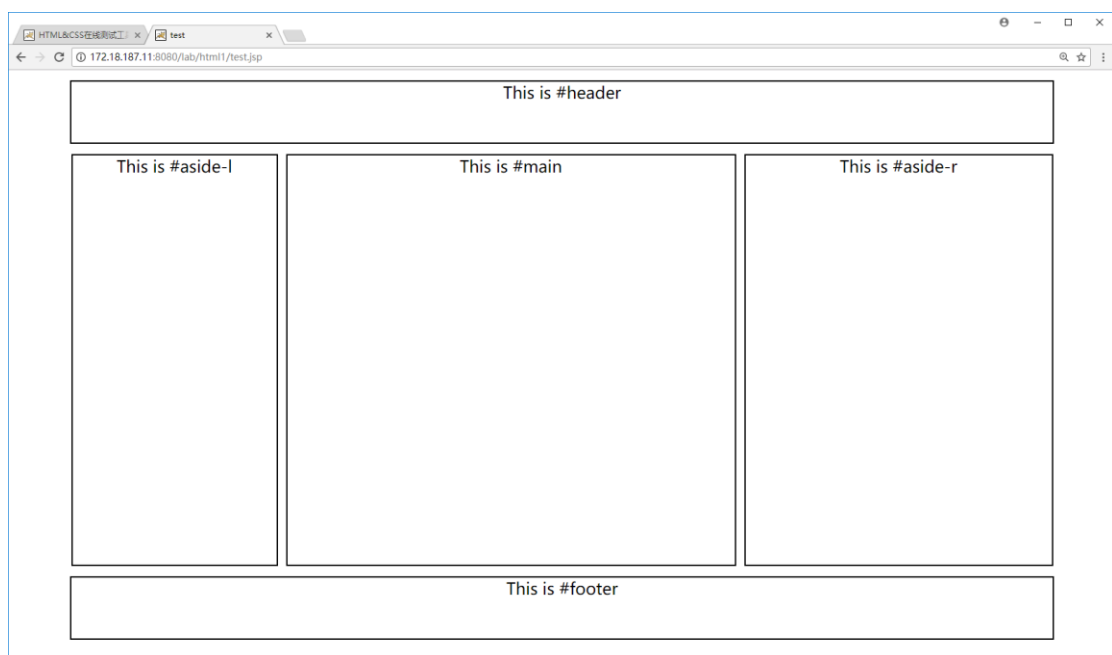 HTML&CSS在线测试工
test
172.18.187.11:8080/lab/html1/test.jsp
This is #header
This is #aside-l
This is #main
This is #aside-r
This is #footer